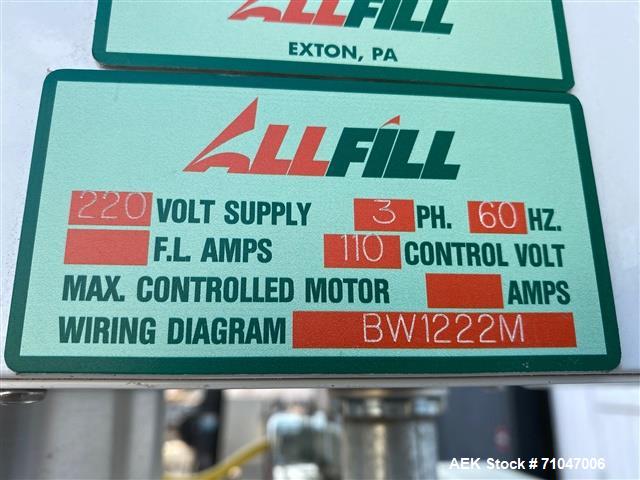 ALLFILL
EXTON, PA
ALLFILL
220 VOLT SUPPLY 3 PH. 60 HZ.
F.L. AMPS 110 CONTROL VOLT
MAX. CONTROLLED MOTOR AMPS
WIRING DIAGRAM BW1222M
AEK Stock #71047006